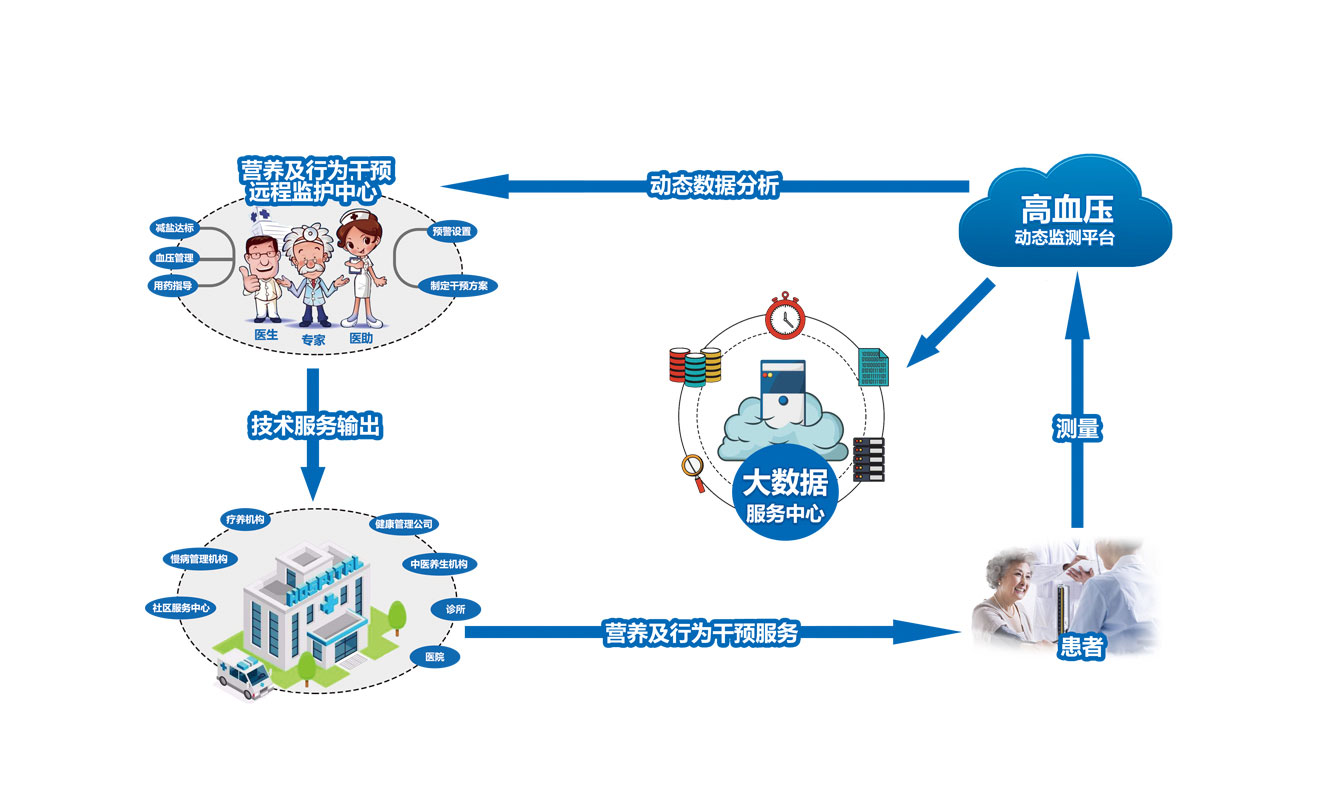 营养及行为干预
远程监护中心
减盐达标
血压管理
用药指导
预警设置
制定干预方案
医生
专家
医助
动态数据分析
高血压
动态监测平台
技术服务输出
大数据
服务中心
测量
疗养机构
慢病管理机构
社区服务中心
健康管理公司
中医养生机构
诊所
医院
HOSPITAL
营养及行为干预服务
患者